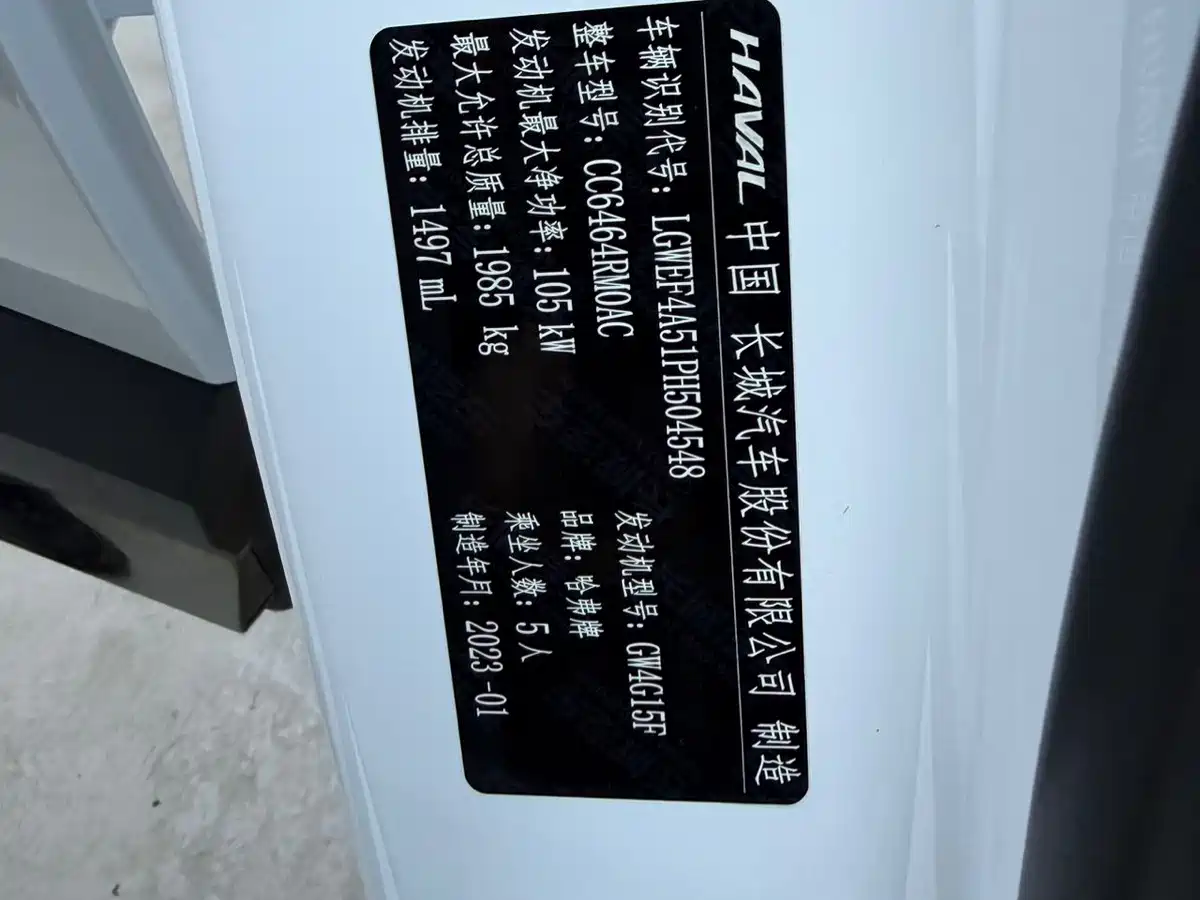 HAVAL 中国 长城汽车股份有限公司 制造
车辆识别代号：LGWEF4A51PH504548
整车型号：CC6464RM0AC 发动机型号：GW4G15F
发动机最大净功率：105 kW 品牌：哈弗牌
最大允许总质量：1985 kg 乘坐人数：5人
发动机排量：1497 mL 制造年月：2023-01